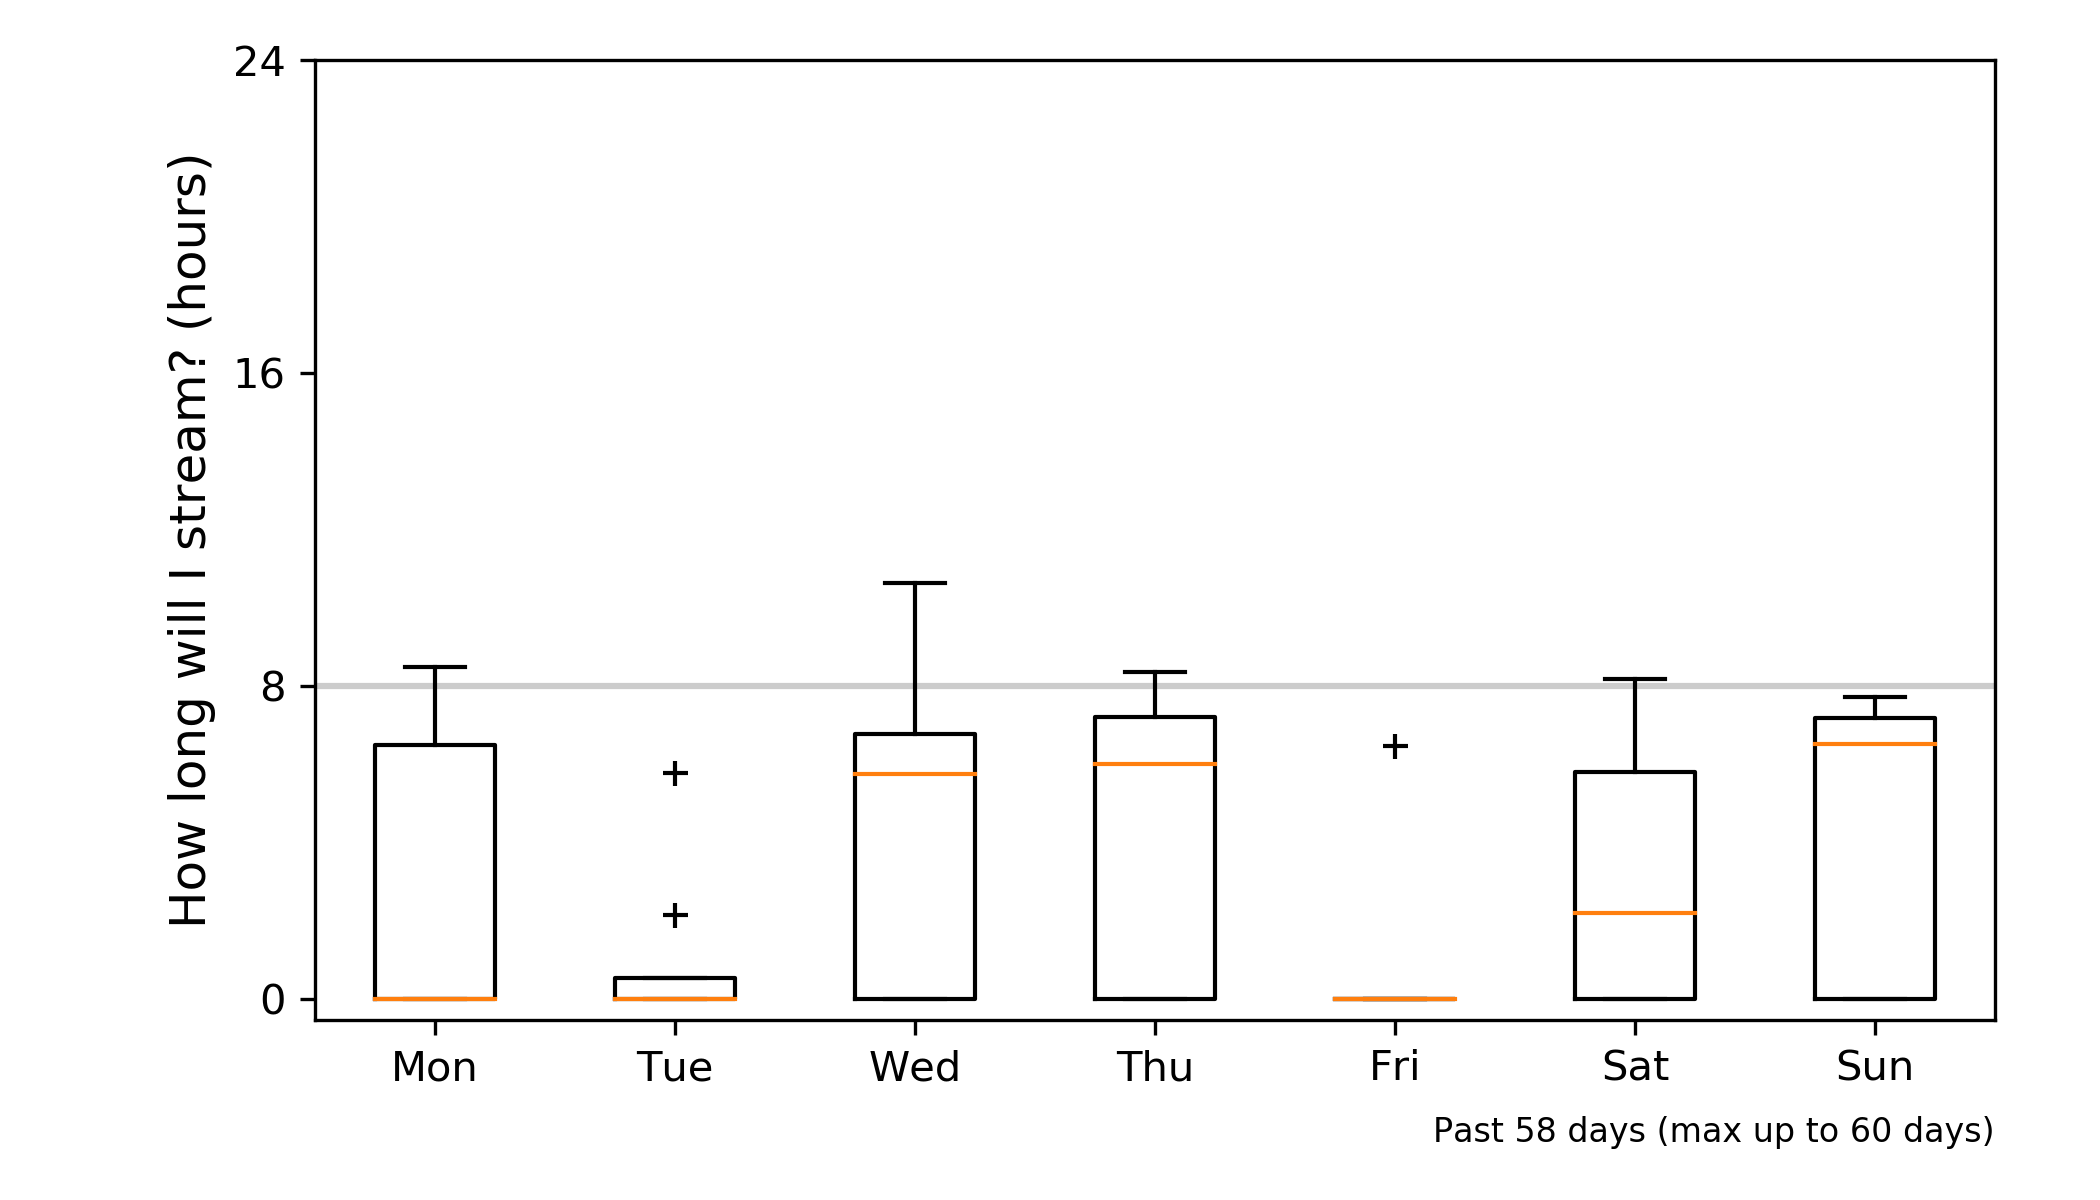 How long will I stream? (hours)
24
16
8
0
Mon Tue Wed Thu Fri Sat Sun
Past 58 days (max up to 60 days)